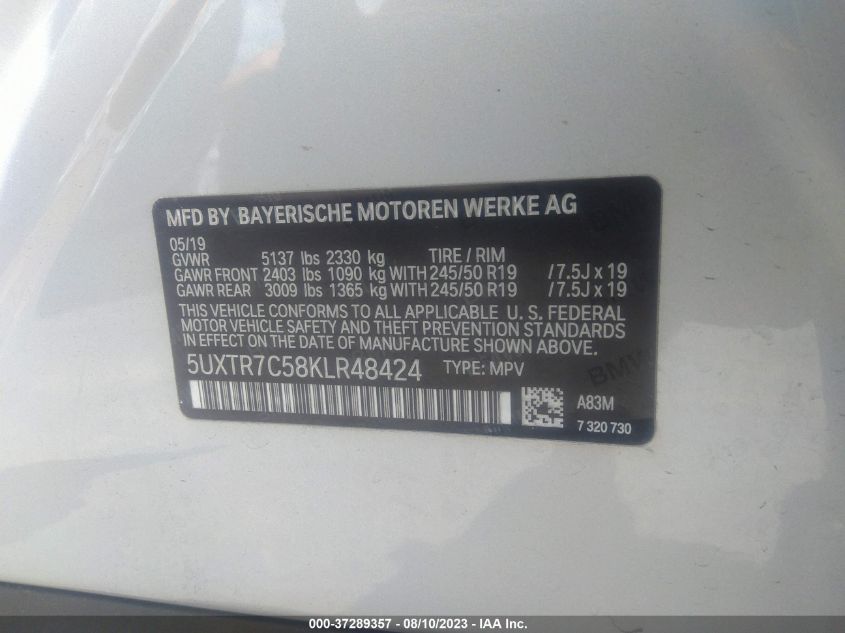 MFD BY BAYERISCHE MOTOREN WERKE AG
05/19
GVWR 5137 lbs 2330 kg TIRE / RIM
GAWR FRONT 2403 lbs 1090 kg WITH 245/50 R19 / 7.5J x 19
GAWR REAR 3009 lbs 1365 kg WITH 245/50 R19 / 7.5J x 19
THIS VEHICLE CONFORMS TO ALL APPLICABLE U. S. FEDERAL
MOTOR VEHICLE SAFETY AND THEFT PREVENTION STANDARDS
IN EFFECT ON THE DATE OF MANUFACTURE SHOWN ABOVE.
5UXTR7C58KLR48424 TYPE: MPV
BMW
A83M
7 320 730
000-37289357 - 08/10/2023 - IAA Inc.